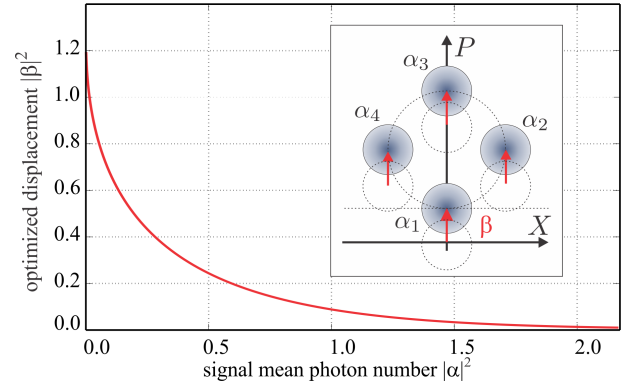 optimized displacement |β|²
1.2
1.0
0.8
0.6
0.4
0.2
0.0
0.0 0.5 1.0 1.5 2.0
signal mean photon number |α|²
P
α₃
α₄ α₂
α₁ β X